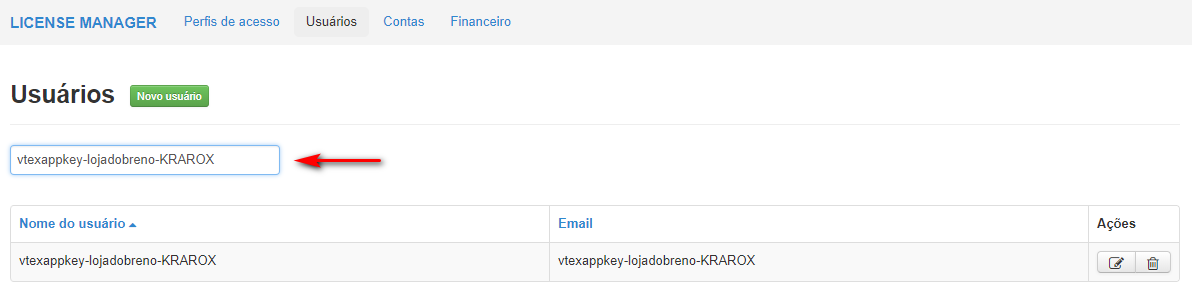 LICENSE MANAGER Perfis de acesso Usuários Contas Financeiro
Usuários Novo usuário
vtexappkey-lojadobreno-KRAROX
Nome do usuário Email Ações
vtexappkey-lojadobreno-KRAROX vtexappkey-lojadobreno-KRAROX